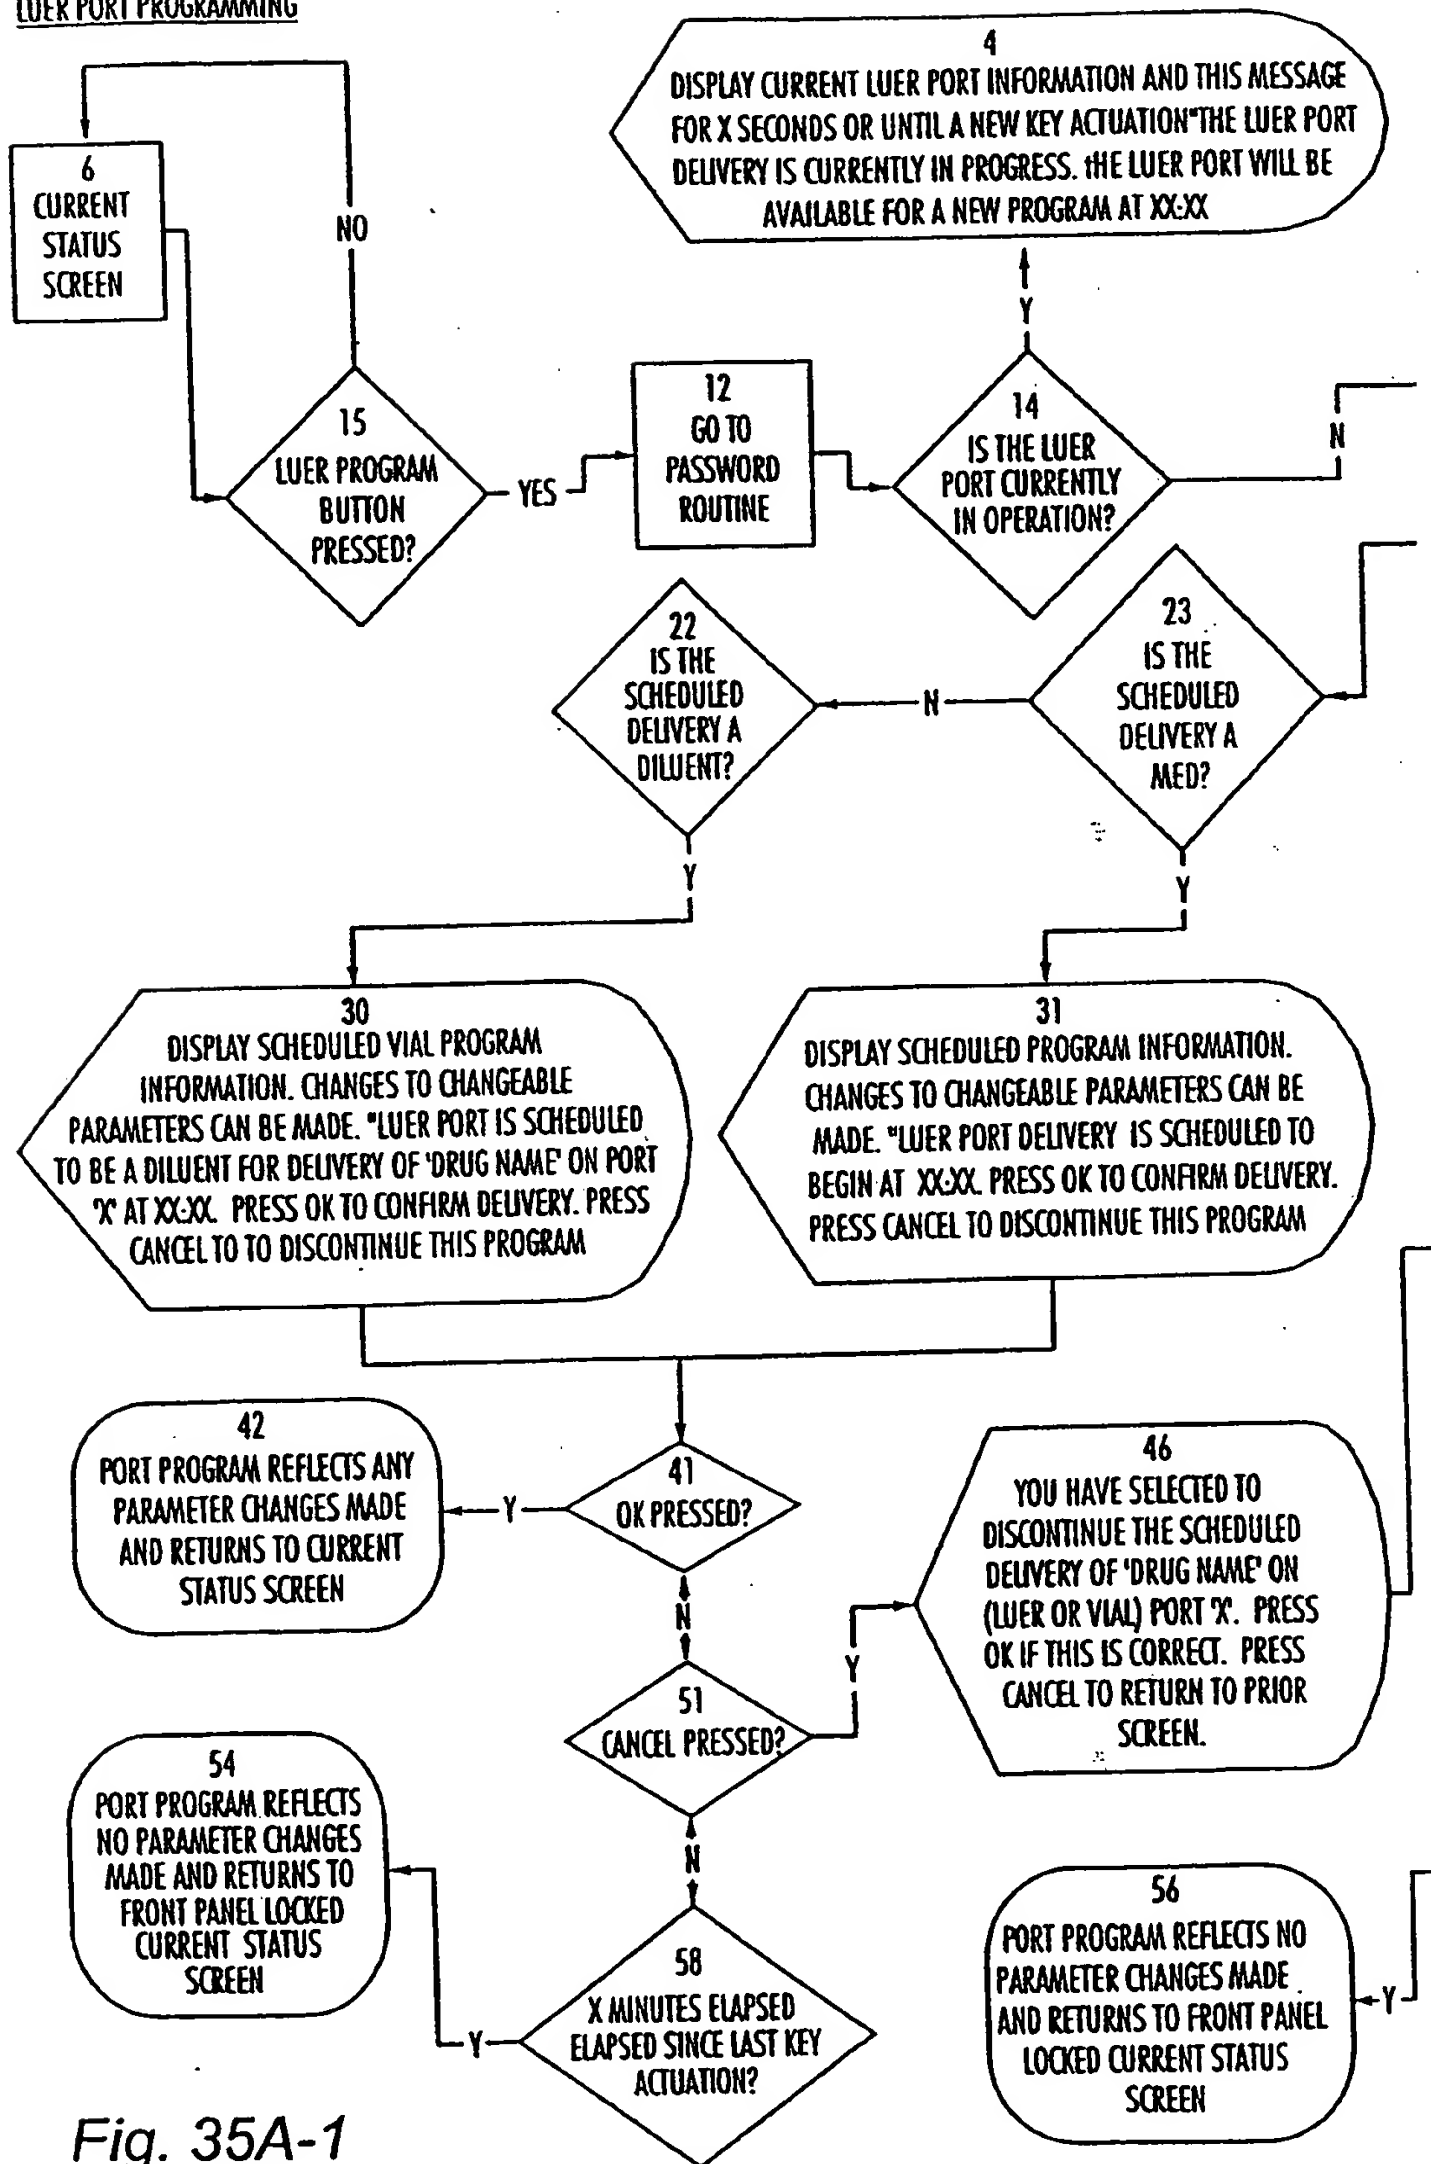 LUER PORT PROGRAMMING
4
DISPLAY CURRENT LUER PORT INFORMATION AND THIS MESSAGE
FOR X SECONDS OR UNTIL A NEW KEY ACTUATION"THE LUER PORT
DELIVERY IS CURRENTLY IN PROGRESS. tHE LUER PORT WILL BE
AVAILABLE FOR A NEW PROGRAM AT XX:XX
6
CURRENT
STATUS
SCREEN
NO
Y
15
LUER PROGRAM
BUTTON
PRESSED?
YES
12
GO TO
PASSWORD
ROUTINE
14
IS THE LUER
PORT CURRENTLY
IN OPERATION?
N
22
IS THE
SCHEDULED
DELIVERY A
DILUENT?
N
23
IS THE
SCHEDULED
DELIVERY A
MED?
Y
Y
30
DISPLAY SCHEDULED VIAL PROGRAM
INFORMATION. CHANGES TO CHANGEABLE
PARAMETERS CAN BE MADE. "LUER PORT IS SCHEDULED
TO BE A DILUENT FOR DELIVERY OF 'DRUG NAME' ON PORT
'X' AT XX:XX. PRESS OK TO CONFIRM DELIVERY. PRESS
CANCEL TO TO DISCONTINUE THIS PROGRAM
31
DISPLAY SCHEDULED PROGRAM INFORMATION.
CHANGES TO CHANGEABLE PARAMETERS CAN BE
MADE. "LUER PORT DELIVERY IS SCHEDULED TO
BEGIN AT XX:XX. PRESS OK TO CONFIRM DELIVERY.
PRESS CANCEL TO DISCONTINUE THIS PROGRAM
42
PORT PROGRAM REFLECTS ANY
PARAMETER CHANGES MADE
AND RETURNS TO CURRENT
STATUS SCREEN
Y
41
OK PRESSED?
N
46
YOU HAVE SELECTED TO
DISCONTINUE THE SCHEDULED
DELIVERY OF 'DRUG NAME' ON
(LUER OR VIAL) PORT 'X'. PRESS
OK IF THIS IS CORRECT. PRESS
CANCEL TO RETURN TO PRIOR
SCREEN.
51
CANCEL PRESSED?
Y
N
54
PORT PROGRAM REFLECTS
NO PARAMETER CHANGES
MADE AND RETURNS TO
FRONT PANEL LOCKED
CURRENT STATUS
SCREEN
Y
58
X MINUTES ELAPSED
ELAPSED SINCE LAST KEY
ACTUATION?
56
PORT PROGRAM REFLECTS NO
PARAMETER CHANGES MADE
AND RETURNS TO FRONT PANEL
LOCKED CURRENT STATUS
SCREEN
Y
Fig. 35A-1